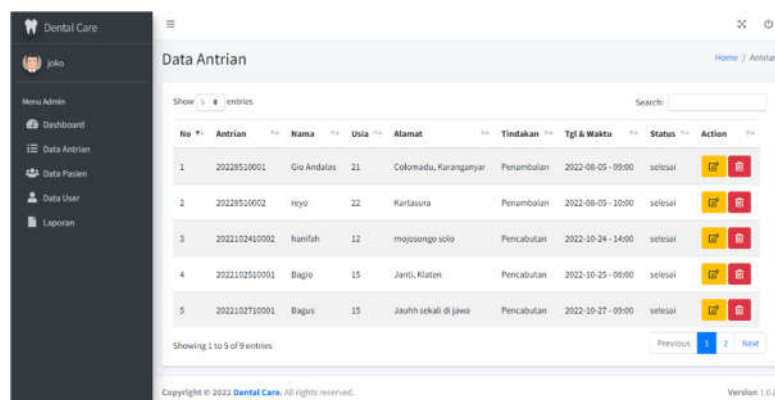 Dental Care
joko
Menu Admin
Dashboard
Data Antrian
Data Pasien
Data User
Laporan
Data Antrian
Home / Antrian
Show 5 entries
Search:
No Antrian Nama Usia Alamat Tindakan Tgl & Waktu Status Action
1 20228510001 Gio Andalas 21 Colomadu, Karanganyar Penambalan 2022-08-05 - 09:00 selesai
2 20228510002 reyo 22 Kartasura Penambalan 2022-08-05 - 10:00 selesai
3 2022102410002 hanifah 12 mojosongo solo Pencabutan 2022-10-24 - 14:00 selesai
4 2022102510001 Bagio 15 Janti, Klaten Pencabutan 2022-10-25 - 08:00 selesai
5 2022102710001 Bagus 15 Jauhh sekali di jawa Pencabutan 2022-10-27 - 09:00 selesai
Showing 1 to 5 of 9 entries
Previous 1 2 Next
Copyright © 2022 Dental Care. All rights reserved.
Version 1.0.